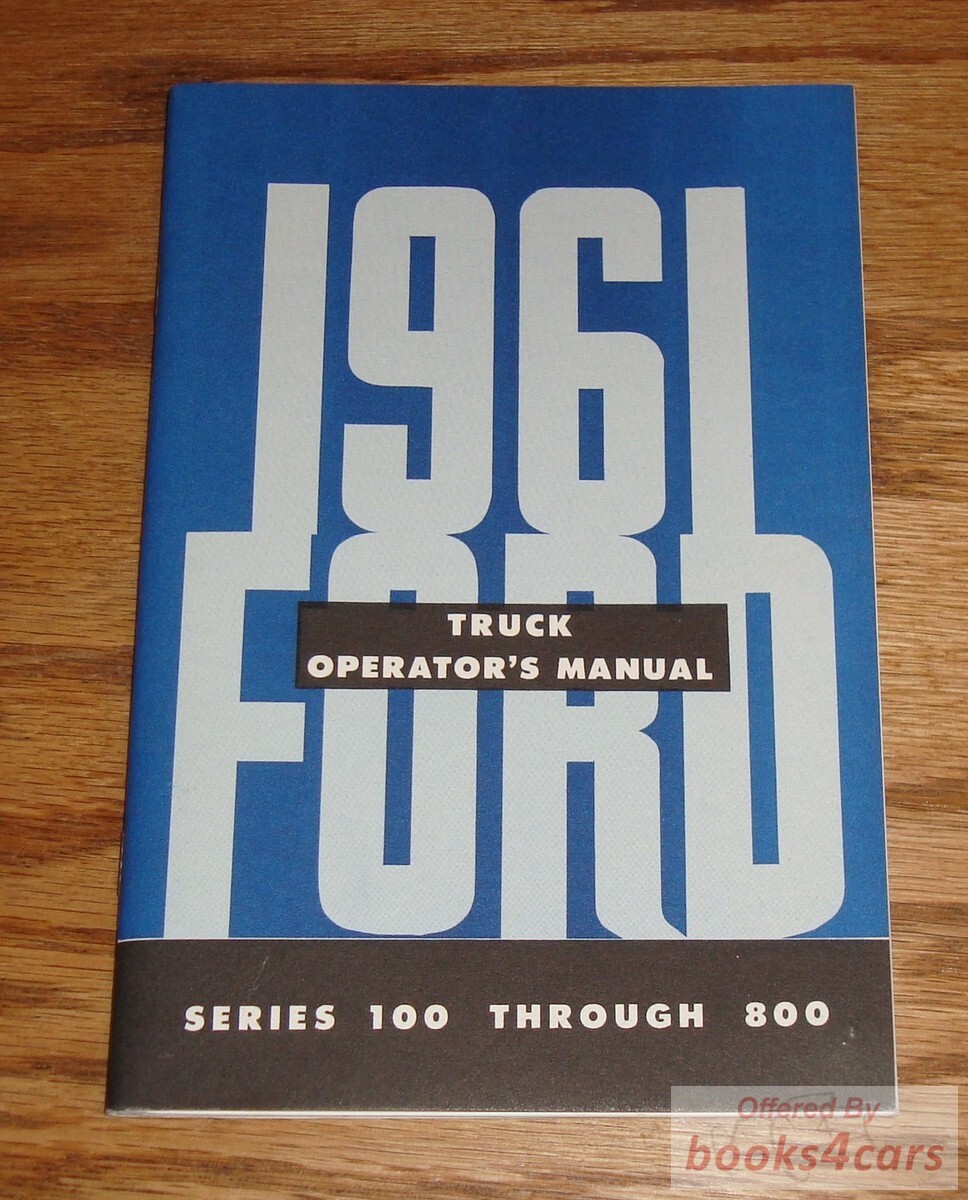 1961
FORD
TRUCK
OPERATOR'S MANUAL
SERIES 100 THROUGH 800
Offered By
books4cars